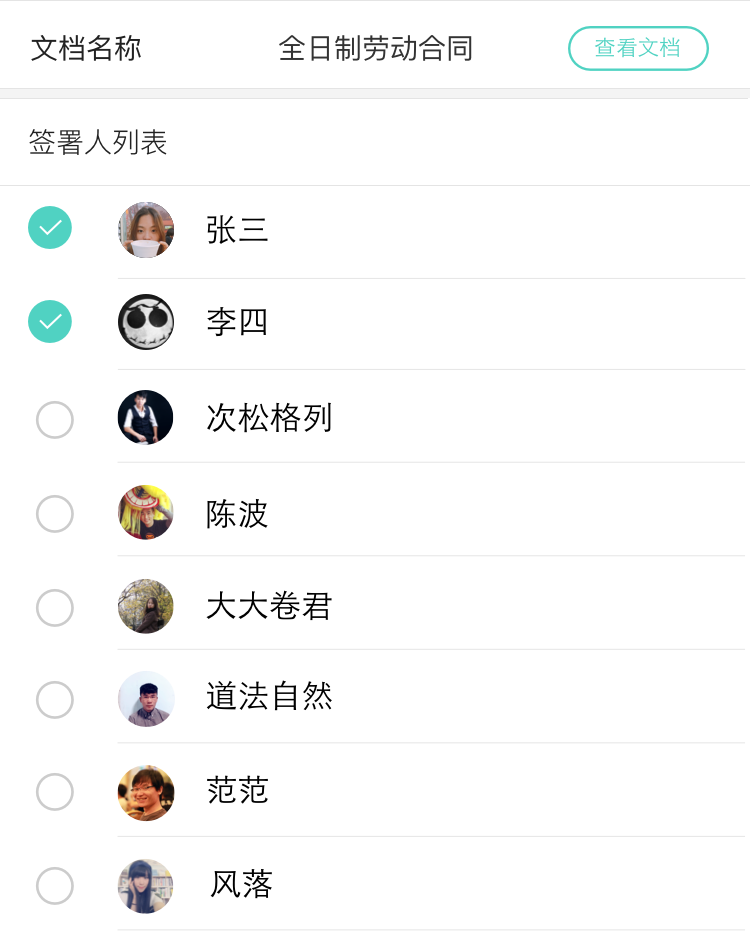 文档名称 全日制劳动合同 查看文档
签署人列表
张三
李四
次松格列
陈波
大大卷君
道法自然
范范
风落